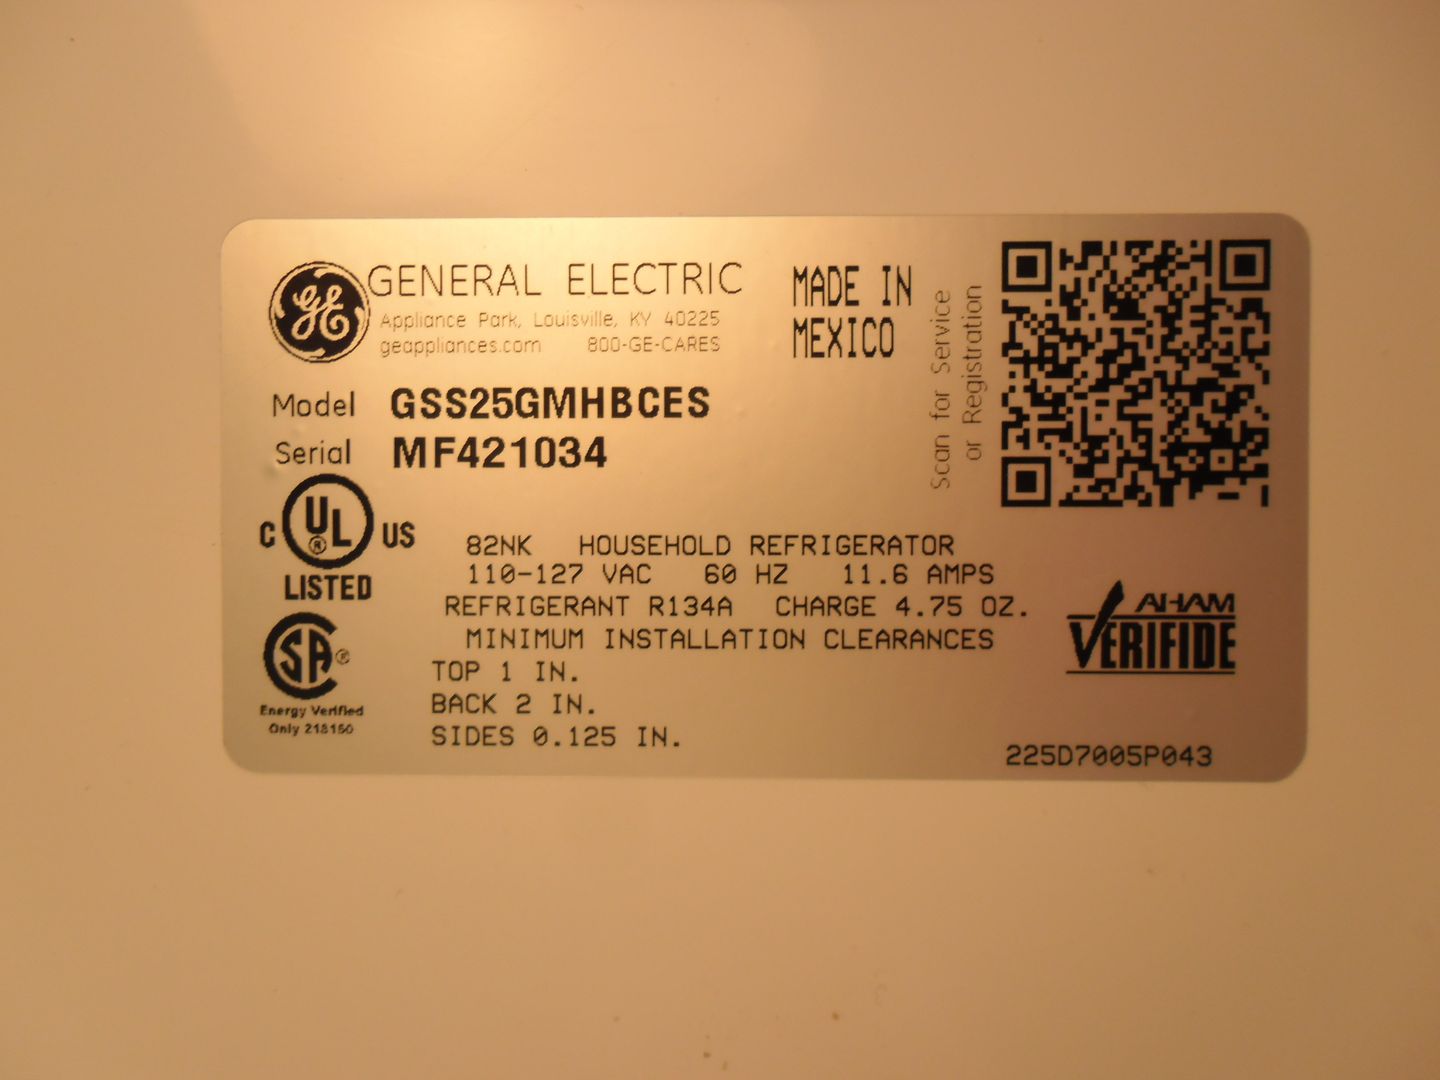 GE
GENERAL ELECTRIC
Appliance Park, Louisville, KY 40225
geappliances.com 800-GE-CARES
MADE IN
MEXICO
Scan for Service
or Registration
Model GSS25GMHBCES
Serial MF421034
C UL ® US
LISTED
SA ®
Energy Verified
Only 218150
82NK HOUSEHOLD REFRIGERATOR
110-127 VAC 60 HZ 11.6 AMPS
REFRIGERANT R134A CHARGE 4.75 OZ.
MINIMUM INSTALLATION CLEARANCES
TOP 1 IN.
BACK 2 IN.
SIDES 0.125 IN.
AHAM
VERIFIDE
225D7005P043